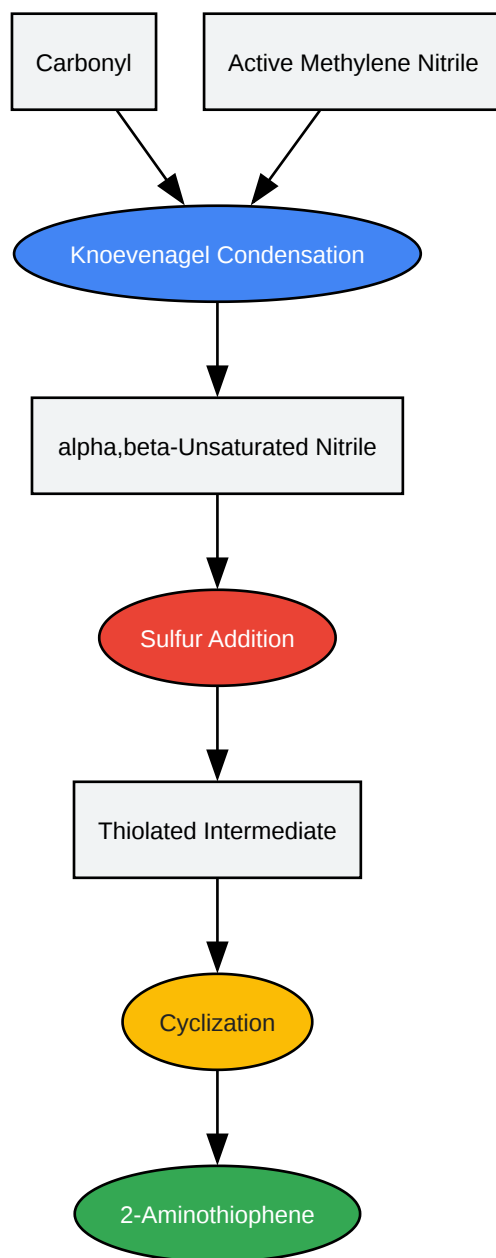 Carbonyl
Active Methylene Nitrile
Knoevenagel Condensation
alpha,beta-Unsaturated Nitrile
Sulfur Addition
Thiolated Intermediate
Cyclization
2-Aminothiophene